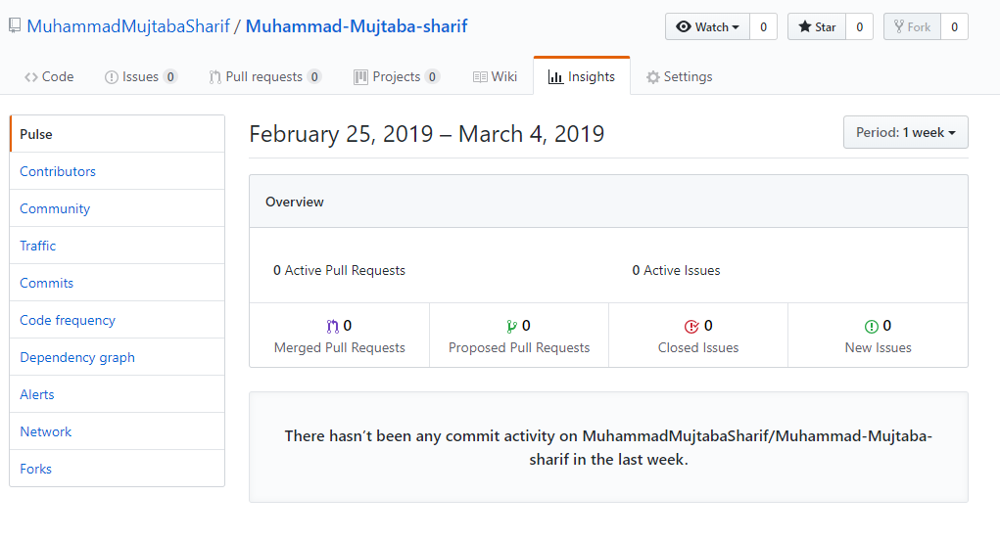 MuhammadMujtabaSharif / Muhammad-Mujtaba-sharif
Watch 0 Star 0 Fork 0
Code Issues 0 Pull requests 0 Projects 0 Wiki Insights Settings
Pulse
Contributors
Community
Traffic
Commits
Code frequency
Dependency graph
Alerts
Network
Forks
February 25, 2019 – March 4, 2019
Period: 1 week
Overview
0 Active Pull Requests
0 Active Issues
0
Merged Pull Requests
0
Proposed Pull Requests
0
Closed Issues
0
New Issues
There hasn’t been any commit activity on MuhammadMujtabaSharif/Muhammad-Mujtaba-
sharif in the last week.